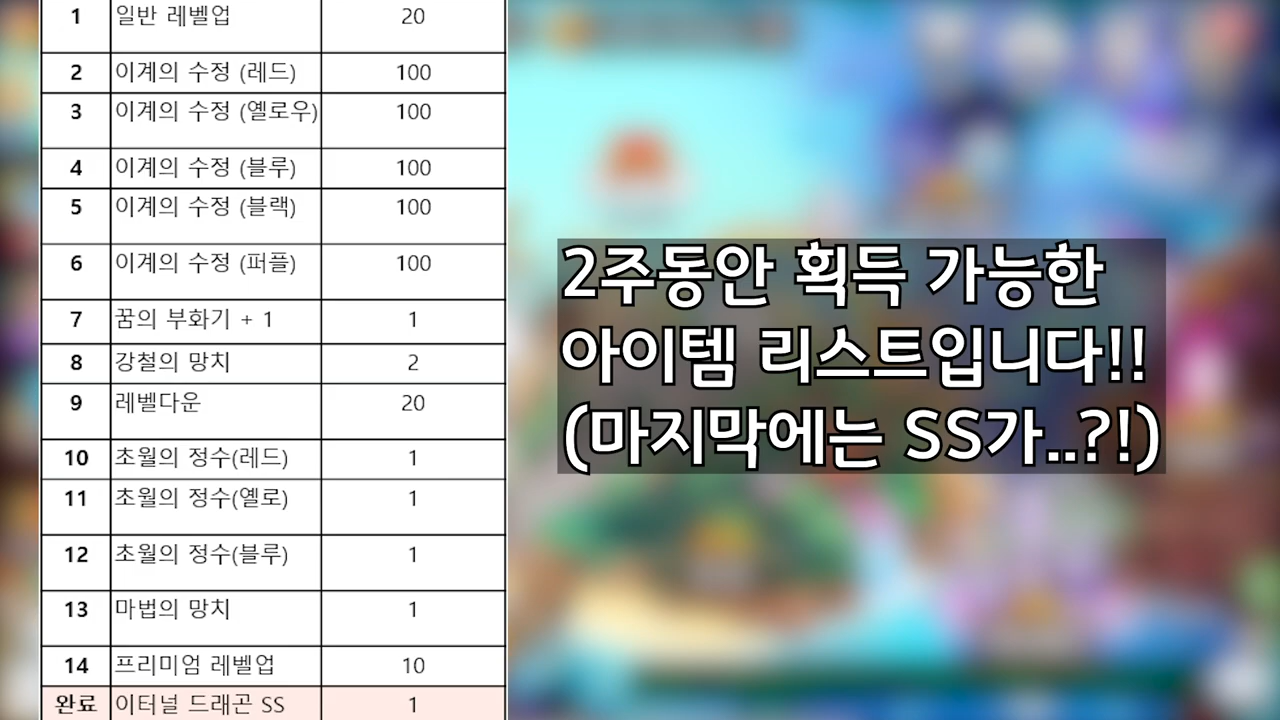 1 일반 레벨업 20
2 이계의 수정 (레드) 100
3 이계의 수정 (옐로우) 100
4 이계의 수정 (블루) 100
5 이계의 수정 (블랙) 100
6 이계의 수정 (퍼플) 100
7 꿈의 부화기 + 1 1
8 강철의 망치 2
9 레벨다운 20
10 초월의 정수(레드) 1
11 초월의 정수(옐로) 1
12 초월의 정수(블루) 1
13 마법의 망치 1
14 프리미엄 레벨업 10
완료 이터널 드래곤 SS 1
2주동안 획득 가능한
아이템 리스트입니다!!
(마지막에는 SS가..?!)